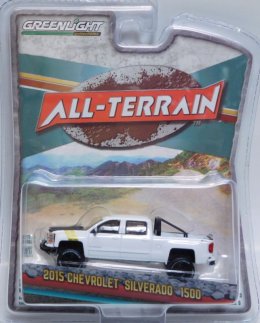 GREENLIGHT
ALL-TERRAIN
2015 CHEVROLET SILVERADO 1500